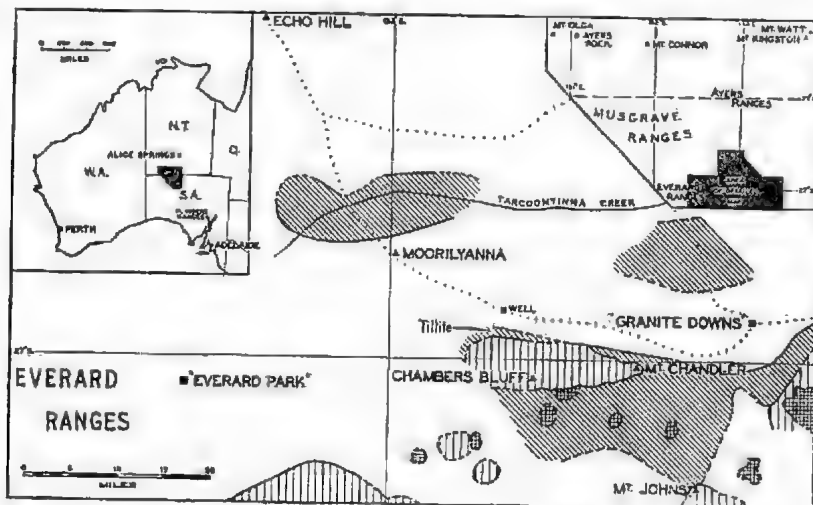 ECHO HILL
MILES
N.T.
Q.
ALICE SPRINGS
W.A.
S.A.
PERTH
ADELAIDE
MT. OLGA
AYERS
ROCK
MT. CONNOR
MT. WATT
MT. KINGSTON
AYERS
RANGES
MUSGRAVE
RANGES
TARCOONYINNA CREEK
MOORILYANNA
WELL
GRANITE DOWNS
Tillite
27°S.
EVERARD
RANGES
"EVERARD PARK"
CHAMBERS BLUFF
MT. CHANDLER
MT. JOHNS
MILES